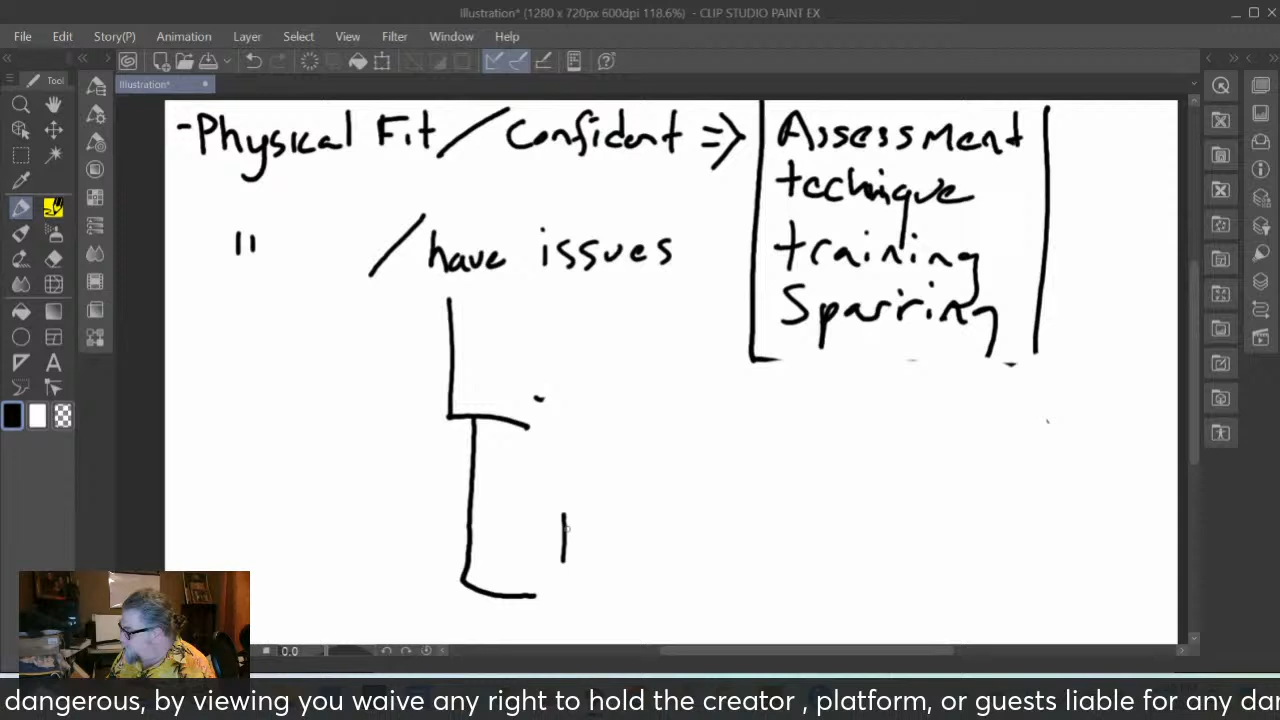 Illustration* (1280 x 720px 600dpi 118.6%) - CLIP STUDIO PAINT EX
File Edit Story(P) Animation Layer Select View Filter Window Help
Tool
Illustration*
-Physical Fit / Confident => Assessment
technique
" / have issues
training
Sparring
0.0
dangerous, by viewing you waive any right to hold the creator , platform, or guests liable for any dar